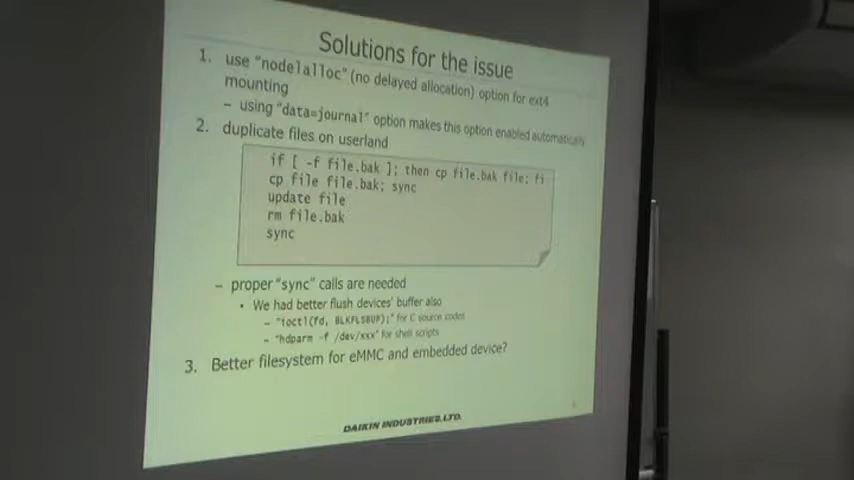 Solutions for the issue
1. use "nodelalloc" (no delayed allocation) option for ext4
mounting
– using "data=journal" option makes this option enabled automatically
2. duplicate files on userland
if [ -f file.bak ]; then cp file.bak file; fi
cp file file.bak; sync
update file
rm file.bak
sync
– proper "sync" calls are needed
• We had better flush devices' buffer also
– "ioctl(fd, BLKFLSBUF);" for C source codes
– "hdparm -f /dev/xxx" for shell scripts
3. Better filesystem for eMMC and embedded device?
DAIKIN INDUSTRIES, LTD.